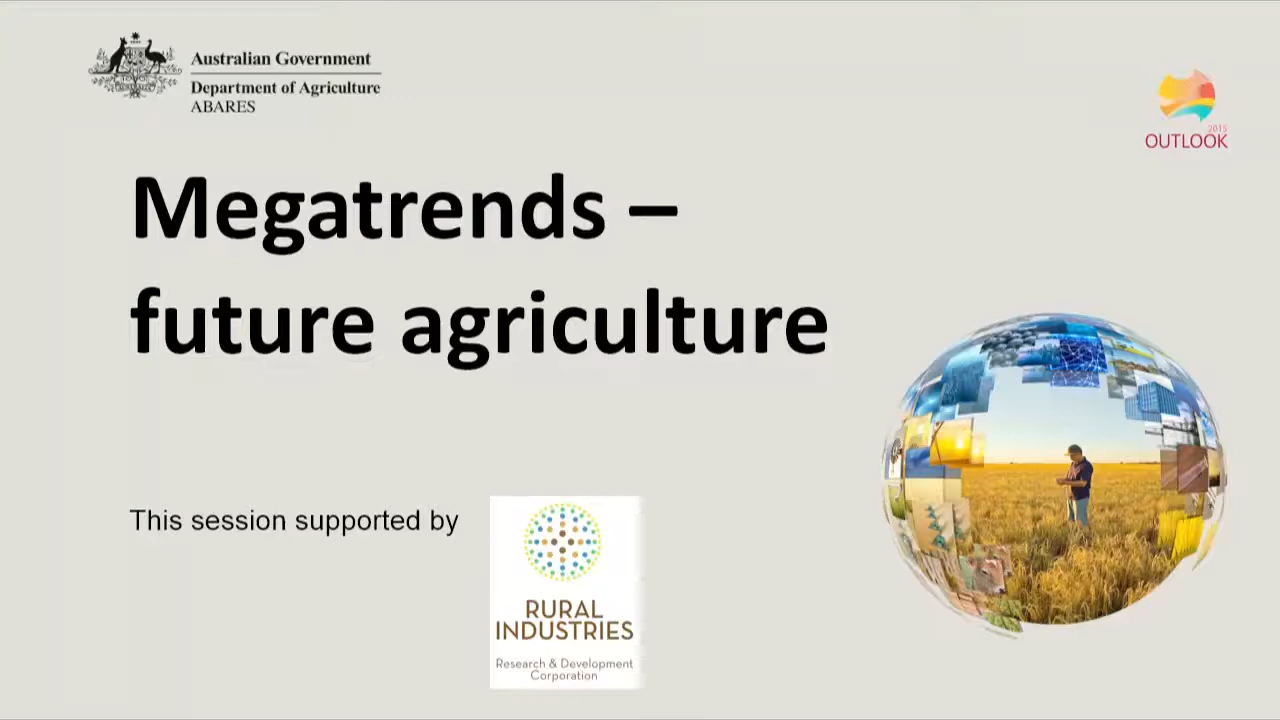 Australian Government
Department of Agriculture
ABARES
2015
OUTLOOK
Megatrends –
future agriculture
This session supported by
RURAL
INDUSTRIES
Research & Development
Corporation